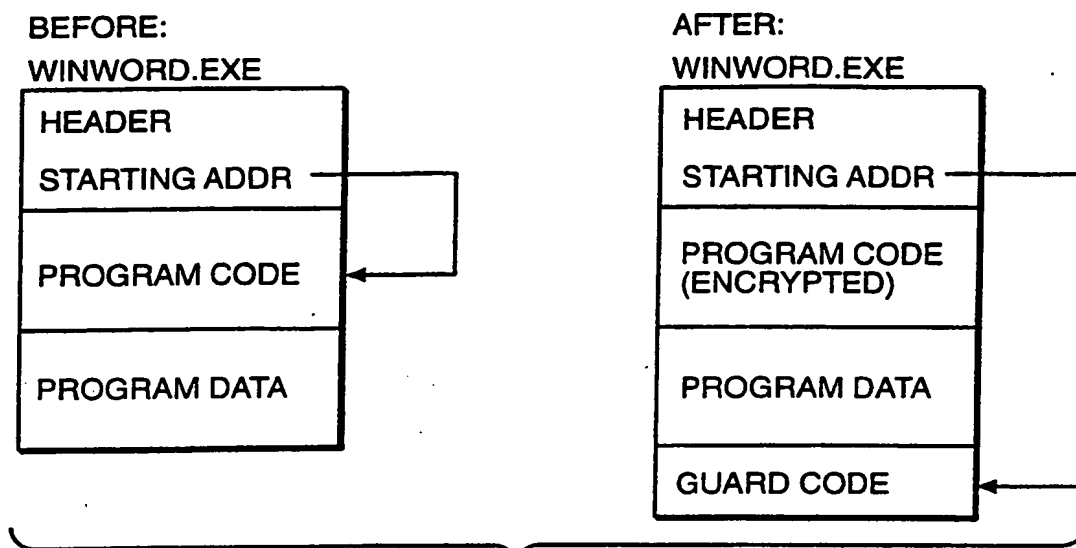 BEFORE:
WINWORD.EXE
HEADER
STARTING ADDR
PROGRAM CODE
PROGRAM DATA
AFTER:
WINWORD.EXE
HEADER
STARTING ADDR
PROGRAM CODE
(ENCRYPTED)
PROGRAM DATA
GUARD CODE